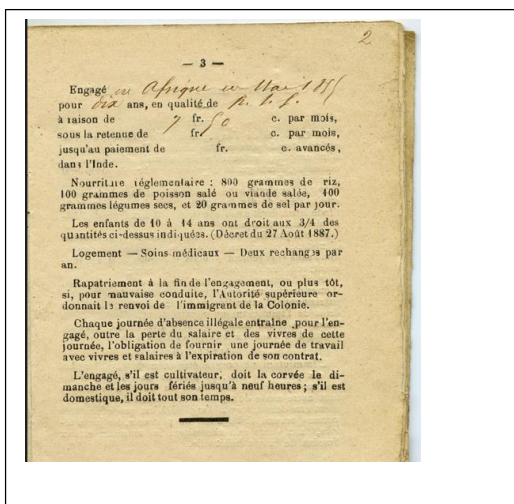 2
— 3 —
Engagé en Afrique en Mai 18
pour dix ans, en qualité de
à raison de 7 fr. 50 c. par mois,
sous la retenue de fr. c. par mois,
jusqu'au paiement de fr. c. avancés,
dans l'Inde.
Nourriture réglementaire : 800 grammes de riz,
100 grammes de poisson salé ou viande salée, 100
grammes légumes secs, et 20 grammes de sel par jour.
Les enfants de 10 à 14 ans ont droit aux 3/4 des
quantités ci-dessus indiquées. (Décret du 27 Août 1887.)
Logement — Soins médicaux — Deux rechanges par
an.
Rapatriement à la fin de l'engagement, ou plus tôt,
si, pour mauvaise conduite, l'Autorité supérieure or-
donnait le renvoi de l'immigrant de la Colonie.
Chaque journée d'absence illégale entraîne pour l'en-
gagé, outre la perte du salaire et des vivres de cette
journée, l'obligation de fournir une journée de travail
avec vivres et salaires à l'expiration de son contrat.
L'engagé, s'il est cultivateur, doit la corvée le di-
manche et les jours fériés jusqu'à neuf heures ; s'il est
domestique, il doit tout son temps.